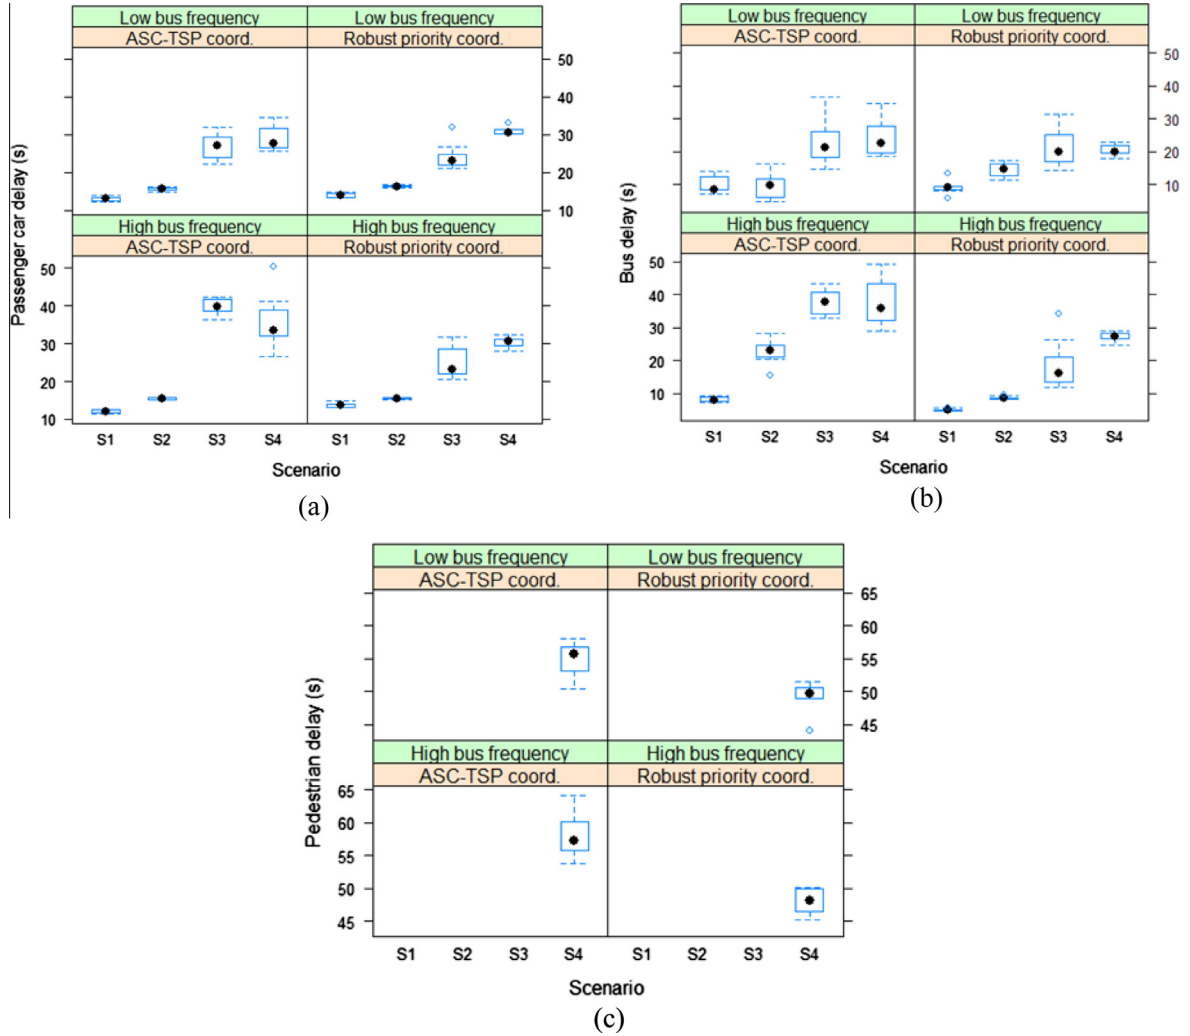 Low bus frequency Low bus frequency
ASC-TSP coord. Robust priority coord.
50
40
30
20
10
High bus frequency High bus frequency
ASC-TSP coord. Robust priority coord.
50
40
30
20
10
Passenger car delay (s)
S1 S2 S3 S4 S1 S2 S3 S4
Scenario
(a)
Low bus frequency Low bus frequency
ASC-TSP coord. Robust priority coord.
50
40
30
20
10
High bus frequency High bus frequency
ASC-TSP coord. Robust priority coord.
50
40
30
20
10
Bus delay (s)
S1 S2 S3 S4 S1 S2 S3 S4
Scenario
(b)
Low bus frequency Low bus frequency
ASC-TSP coord. Robust priority coord.
65
60
55
50
45
High bus frequency High bus frequency
ASC-TSP coord. Robust priority coord.
65
60
55
50
45
Pedestrian delay (s)
S1 S2 S3 S4 S1 S2 S3 S4
Scenario
(c)